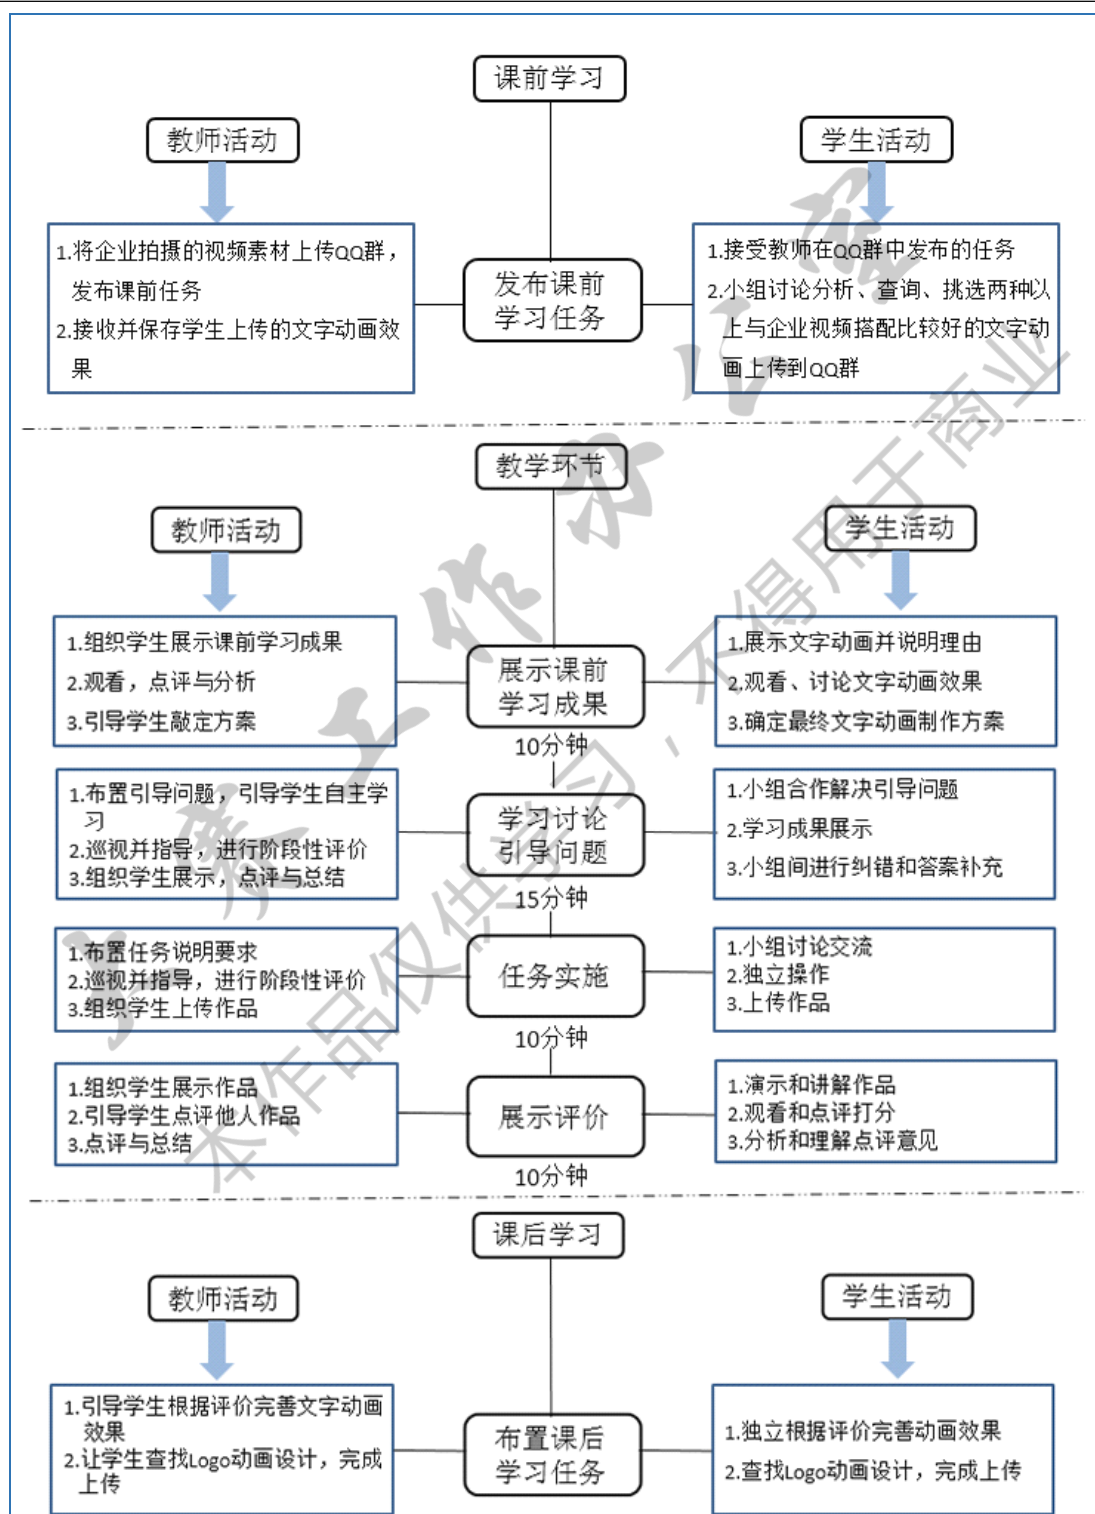 课前学习
教师活动
学生活动
1.将企业拍摄的视频素材上传QQ群，
发布课前任务
2.接收并保存学生上传的文字动画效
果
发布课前
学习任务
1.接受教师在QQ群中发布的任务
2.小组讨论分析、查询、挑选两种以
上与企业视频搭配比较好的文字动
画上传到QQ群
教学环节
教师活动
学生活动
1.组织学生展示课前学习成果
2.观看，点评与分析
3.引导学生敲定方案
展示课前
学习成果
1.展示文字动画并说明理由
2.观看、讨论文字动画效果
3.确定最终文字动画制作方案
10分钟
1.布置引导问题，引导学生自主学
习
2.巡视并指导，进行阶段性评价
3.组织学生展示，点评与总结
学习讨论
引导问题
1.小组合作解决引导问题
2.学习成果展示
3.小组间进行纠错和答案补充
15分钟
1.布置任务说明要求
2.巡视并指导，进行阶段性评价
3.组织学生上传作品
任务实施
1.小组讨论交流
2.独立操作
3.上传作品
10分钟
1.组织学生展示作品
2.引导学生点评他人作品
3.点评与总结
展示评价
1.演示和讲解作品
2.观看和点评打分
3.分析和理解点评意见
10分钟
课后学习
教师活动
学生活动
1.引导学生根据评价完善文字动画
效果
2.让学生查找Logo动画设计，完成
上传
布置课后
学习任务
1.独立根据评价完善动画效果
2.查找Logo动画设计，完成上传
大赛工作办公室
本作品仅供学习，不得用于商业